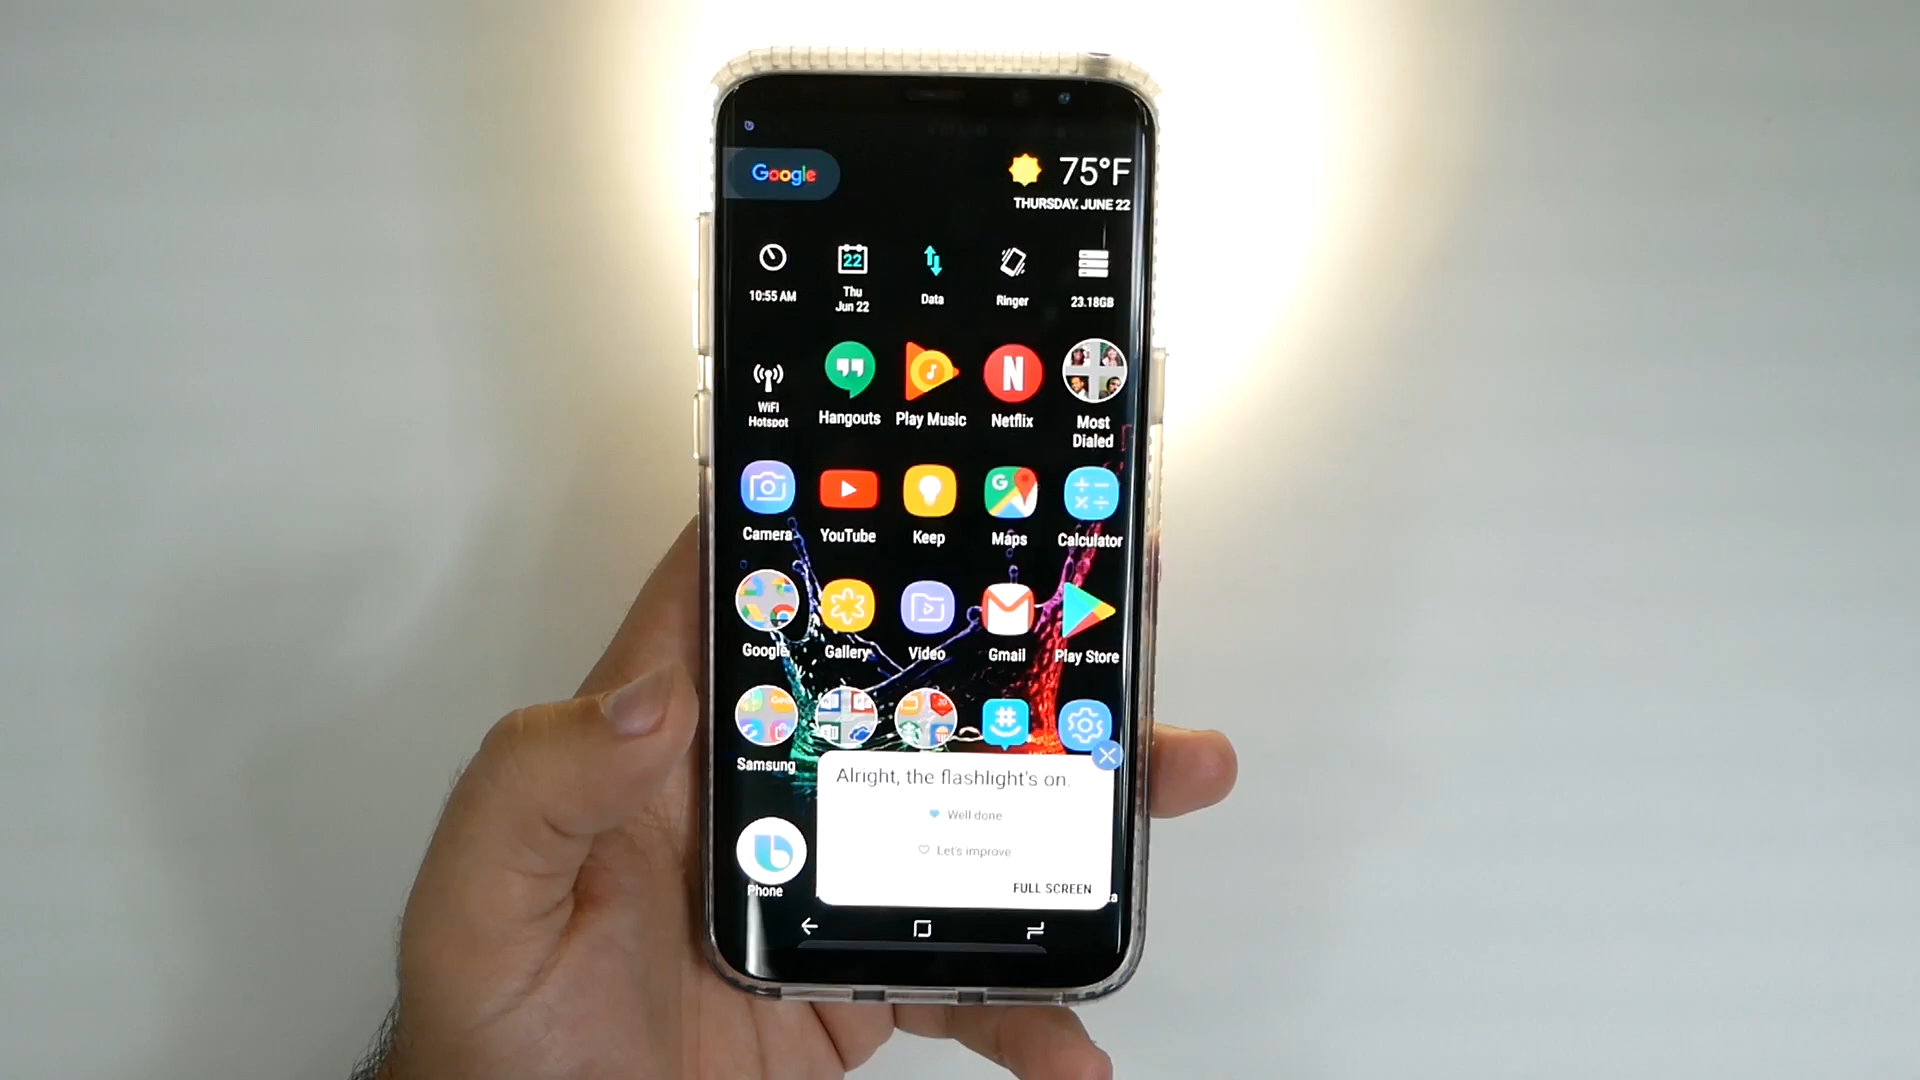 Google
75°F
THURSDAY, JUNE 22
22
10:55 AM
Thu
Jun 22
Data
Ringer
23.18GB
WiFi
Hotspot
Hangouts
Play Music
N
Netflix
Most
Dialed
Camera
YouTube
Keep
G
Maps
Calculator
Google
Gallery
Video
Gmail
Play Store
Samsung
#
Alright, the flashlight's on.
Well done
Let's improve
FULL SCREEN
b
Phone